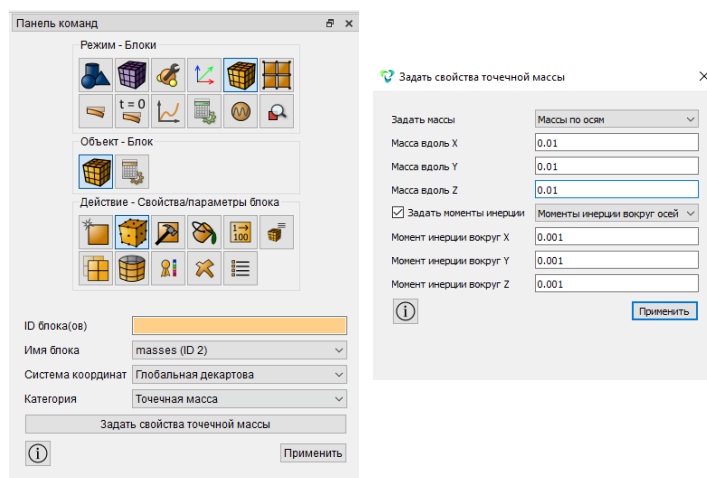 Панель команд
Режим - Блоки
t = 0
Объект - Блок
Действие - Свойства/параметры блока
1→
100
ID блока(ов)
Имя блока masses (ID 2)
Система координат Глобальная декартова
Категория Точечная масса
Задать свойства точечной массы
Применить
Задать свойства точечной массы
Задать массы Массы по осям
Масса вдоль X 0.01
Масса вдоль Y 0.01
Масса вдоль Z 0.01
Задать моменты инерции Моменты инерции вокруг осей
Момент инерции вокруг X 0.001
Момент инерции вокруг Y 0.001
Момент инерции вокруг Z 0.001
Применить